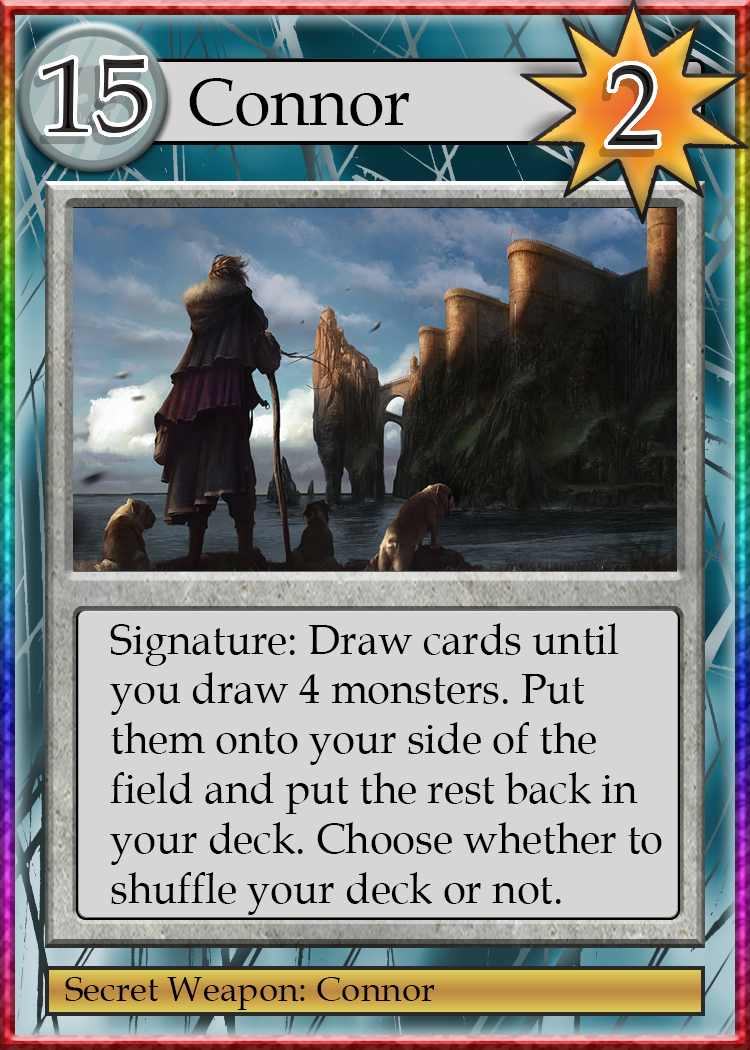 15
Connor
2
Signature: Draw cards until
you draw 4 monsters. Put
them onto your side of the
field and put the rest back in
your deck. Choose whether to
shuffle your deck or not.
Secret Weapon: Connor